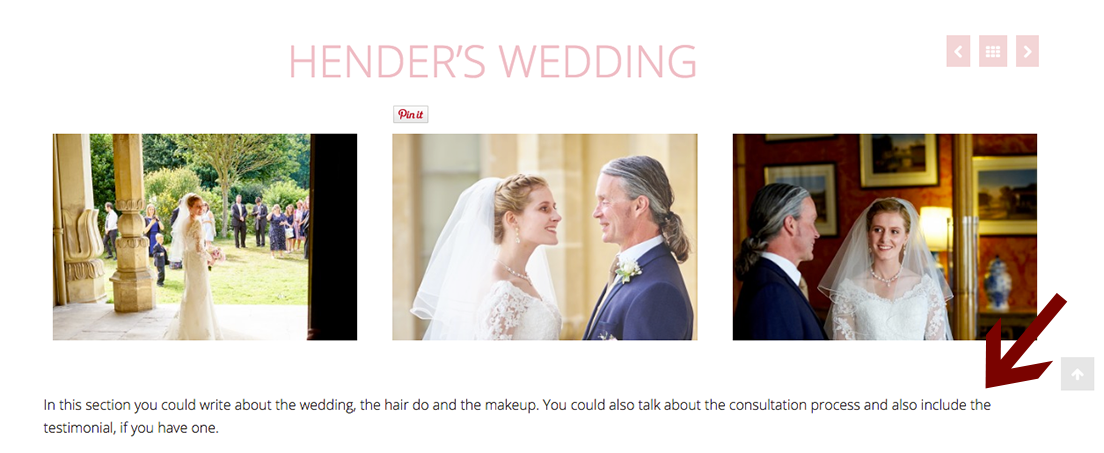 HENDER'S WEDDING
Pin it
In this section you could write about the wedding, the hair do and the makeup. You could also talk about the consultation process and also include the
testimonial, if you have one.